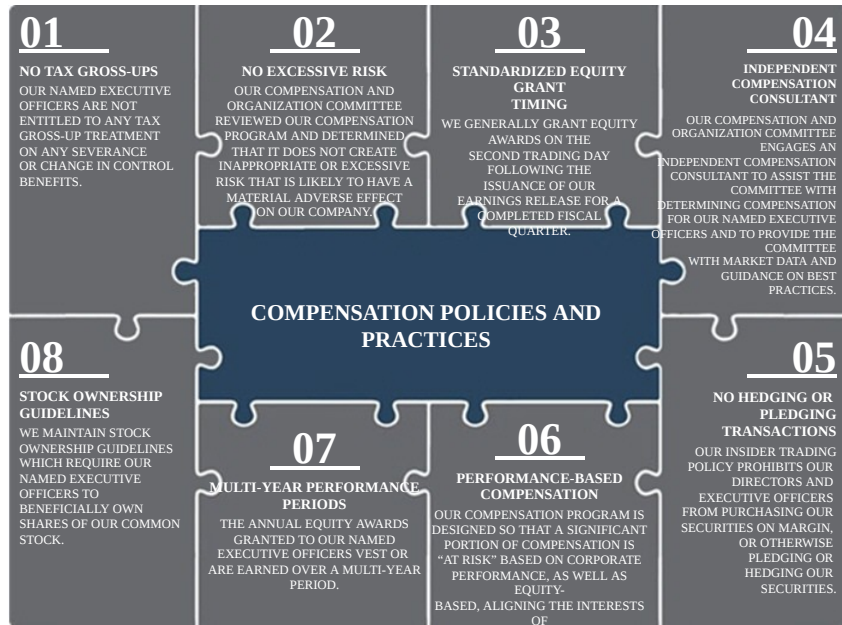 01
NO TAX GROSS-UPS
OUR NAMED EXECUTIVE
OFFICERS ARE NOT
ENTITLED TO ANY TAX
GROSS-UP TREATMENT
ON ANY SEVERANCE
OR CHANGE IN CONTROL
BENEFITS.
02
NO EXCESSIVE RISK
OUR COMPENSATION AND
ORGANIZATION COMMITTEE
REVIEWED OUR COMPENSATION
PROGRAM AND DETERMINED
THAT IT DOES NOT CREATE
INAPPROPRIATE OR EXCESSIVE
RISK THAT IS LIKELY TO HAVE A
MATERIAL ADVERSE EFFECT
ON OUR COMPANY.
03
STANDARDIZED EQUITY
GRANT
TIMING
WE GENERALLY GRANT EQUITY
AWARDS ON THE
SECOND TRADING DAY
FOLLOWING THE
ISSUANCE OF OUR
EARNINGS RELEASE FOR A
COMPLETED FISCAL
QUARTER.
04
INDEPENDENT
COMPENSATION
CONSULTANT
OUR COMPENSATION AND
ORGANIZATION COMMITTEE
ENGAGES AN
INDEPENDENT COMPENSATION
CONSULTANT TO ASSIST THE
COMMITTEE WITH
DETERMINING COMPENSATION
FOR OUR NAMED EXECUTIVE
OFFICERS AND TO PROVIDE THE
COMMITTEE
WITH MARKET DATA AND
GUIDANCE ON BEST
PRACTICES.
COMPENSATION POLICIES AND
PRACTICES
08
STOCK OWNERSHIP
GUIDELINES
WE MAINTAIN STOCK
OWNERSHIP GUIDELINES
WHICH REQUIRE OUR
NAMED EXECUTIVE
OFFICERS TO
BENEFICIALLY OWN
SHARES OF OUR COMMON
STOCK.
07
MULTI-YEAR PERFORMANCE
PERIODS
THE ANNUAL EQUITY AWARDS
GRANTED TO OUR NAMED
EXECUTIVE OFFICERS VEST OR
ARE EARNED OVER A MULTI-YEAR
PERIOD.
06
PERFORMANCE-BASED
COMPENSATION
OUR COMPENSATION PROGRAM IS
DESIGNED SO THAT A SIGNIFICANT
PORTION OF COMPENSATION IS
“AT RISK” BASED ON CORPORATE
PERFORMANCE, AS WELL AS
EQUITY-
BASED, ALIGNING THE INTERESTS
OF
05
NO HEDGING OR
PLEDGING
TRANSACTIONS
OUR INSIDER TRADING
POLICY PROHIBITS OUR
DIRECTORS AND
EXECUTIVE OFFICERS
FROM PURCHASING OUR
SECURITIES ON MARGIN,
OR OTHERWISE
PLEDGING OR
HEDGING OUR
SECURITIES.